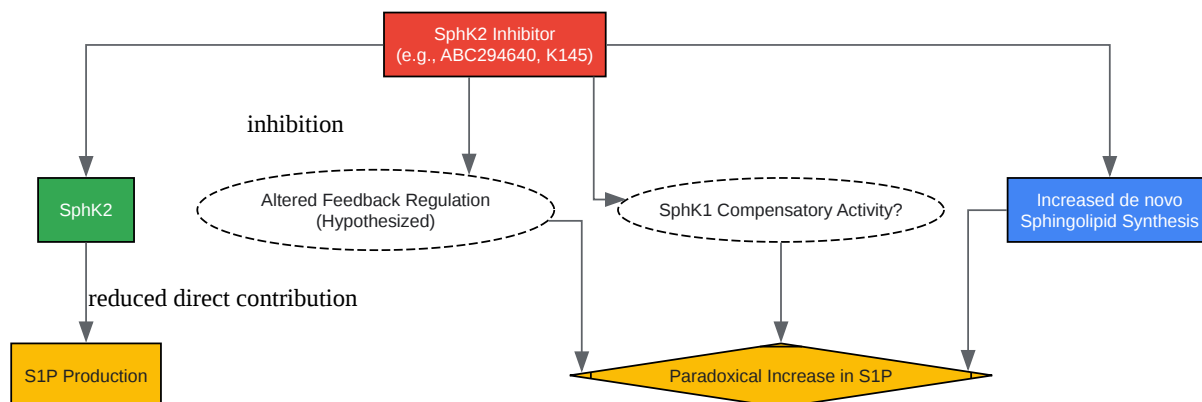 SphK2 Inhibitor
(e.g., ABC294640, K145)
inhibition
SphK2
Altered Feedback Regulation
(Hypothesized)
SphK1 Compensatory Activity?
Increased de novo
Sphingolipid Synthesis
reduced direct contribution
S1P Production
Paradoxical Increase in S1P